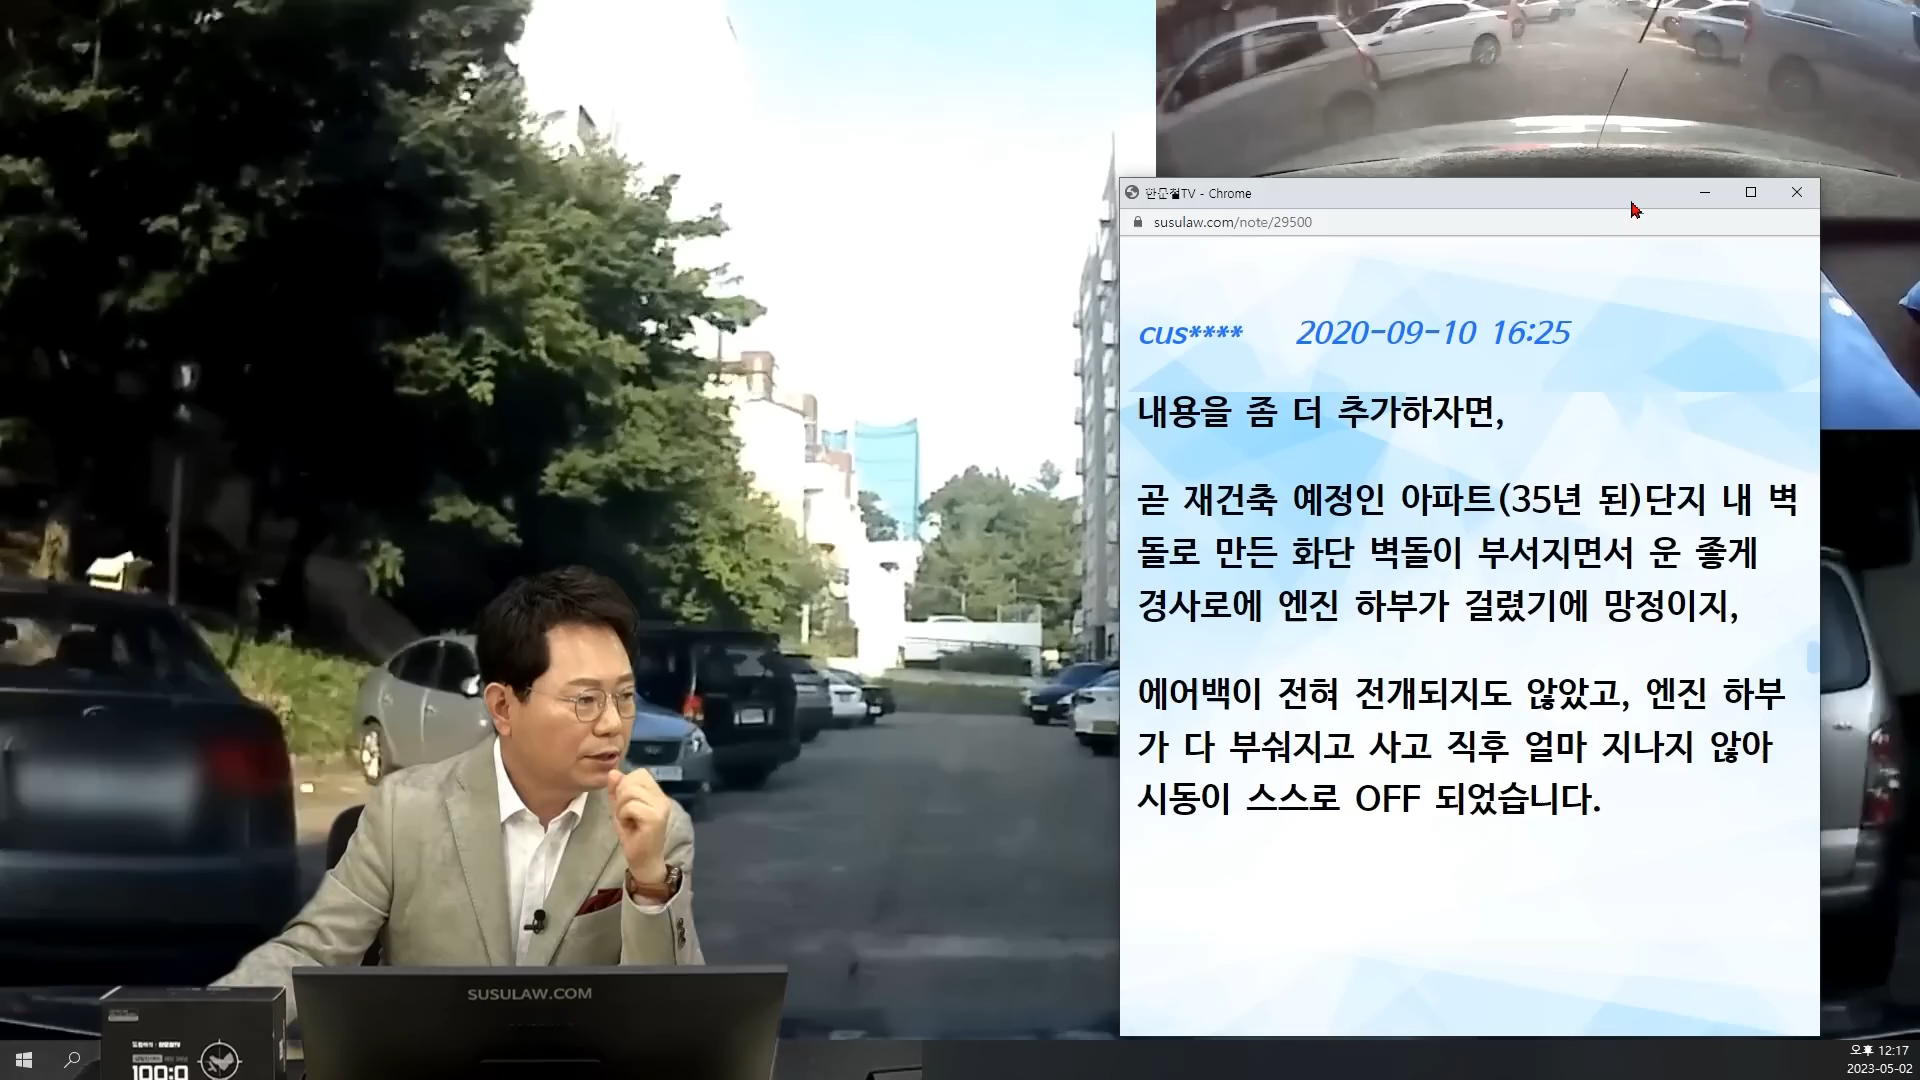 한문철TV - Chrome
susulaw.com/note/29500
cus**** 2020-09-10 16:25
내용을 좀 더 추가하자면,
곧 재건축 예정인 아파트(35년 된)단지 내 벽
돌로 만든 화단 벽돌이 부서지면서 운 좋게
경사로에 엔진 하부가 걸렸기에 망정이지,
에어백이 전혀 전개되지도 않았고, 엔진 하부
가 다 부숴지고 사고 직후 얼마 지나지 않아
시동이 스스로 OFF 되었습니다.
SUSULAW.COM
100:0
오후 12:17
2023-05-02